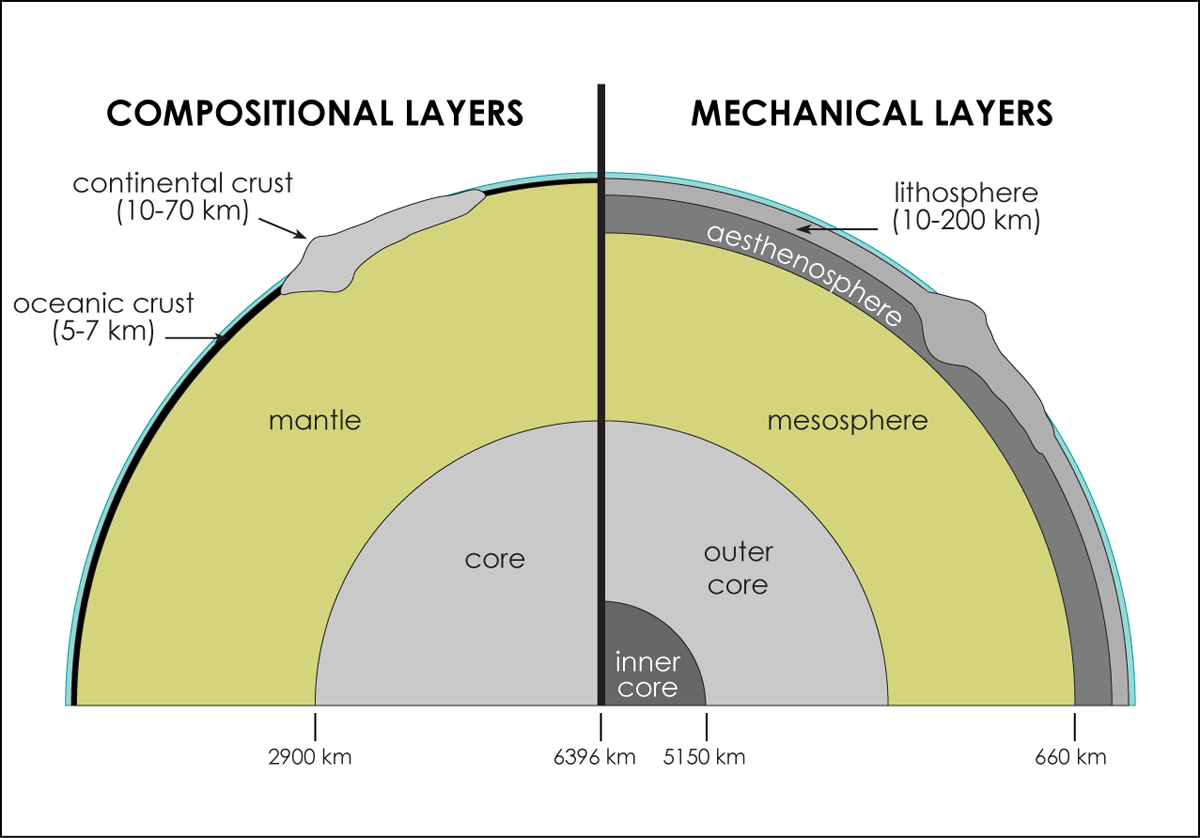 COMPOSITIONAL LAYERS
MECHANICAL LAYERS
continental crust
(10-70 km)
lithosphere
(10-200 km)
aesthenosphere
oceanic crust
(5-7 km)
mantle
mesosphere
core
outer
core
inner
core
2900 km
6396 km
5150 km
660 km